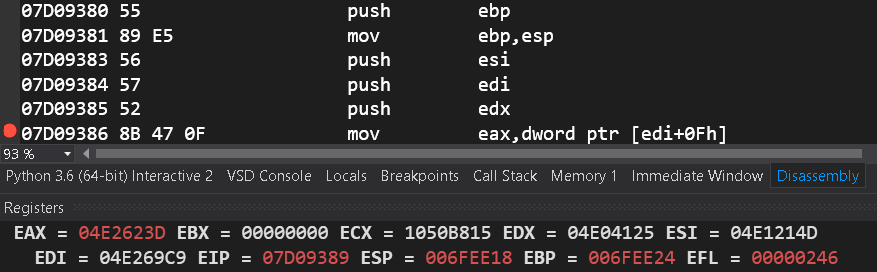 07D09380 55 push ebp
07D09381 89 E5 mov ebp,esp
07D09383 56 push esi
07D09384 57 push edi
07D09385 52 push edx
07D09386 8B 47 0F mov eax,dword ptr [edi+0Fh]
93 %
Python 3.6 (64-bit) Interactive 2 VSD Console Locals Breakpoints Call Stack Memory 1 Immediate Window Disassembly
Registers
EAX = 04E2623D EBX = 00000000 ECX = 1050B815 EDX = 04E04125 ESI = 04E1214D
EDI = 04E269C9 EIP = 07D09389 ESP = 006FEE18 EBP = 006FEE24 EFL = 00000246